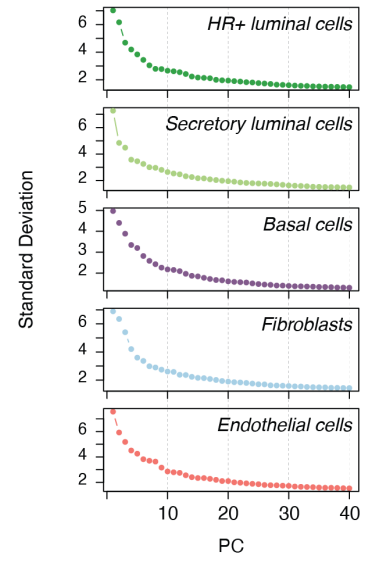 HR+ luminal cells
6
4
2
Secretory luminal cells
6
4
2
Standard Deviation
Basal cells
5
4
3
2
Fibroblasts
6
4
2
Endothelial cells
6
4
2
10 20 30 40
PC